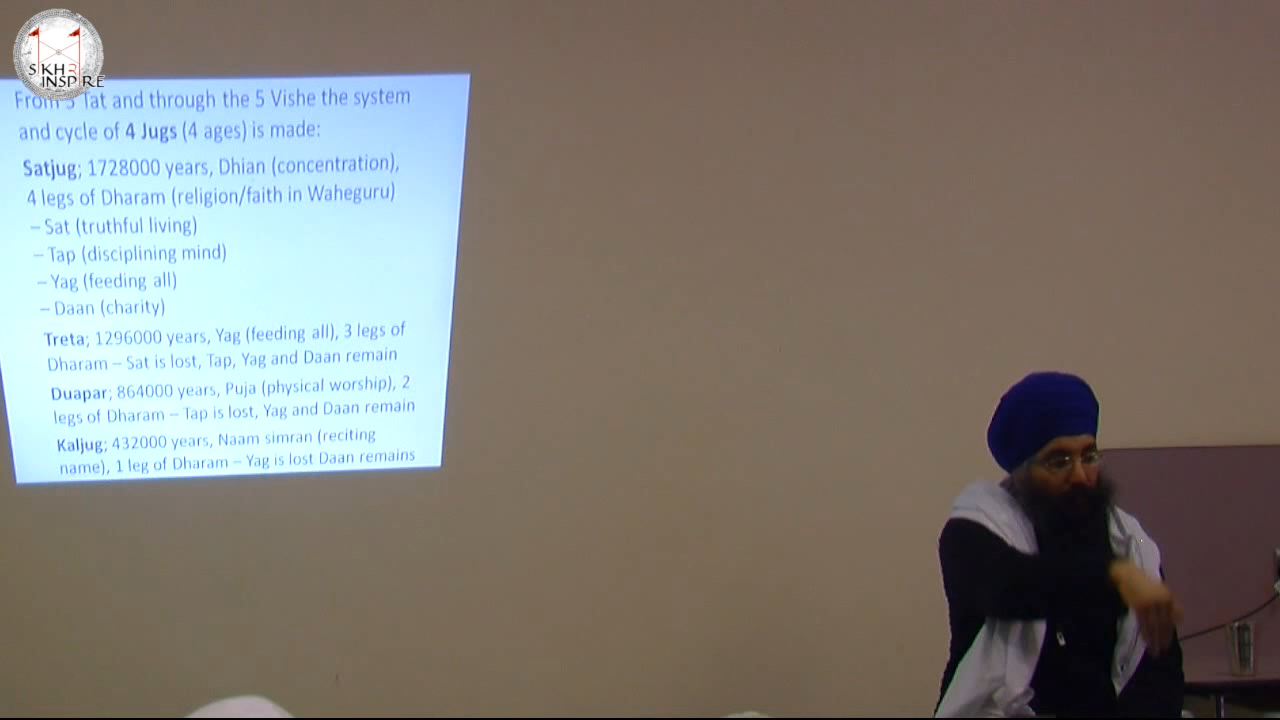 SIKHR
INSPIRE
From 5 Tat and through the 5 Vishe the system
and cycle of 4 Jugs (4 ages) is made:
Satjug; 1728000 years, Dhian (concentration),
4 legs of Dharam (religion/faith in Waheguru)
– Sat (truthful living)
– Tap (disciplining mind)
– Yag (feeding all)
– Daan (charity)
Treta; 1296000 years, Yag (feeding all), 3 legs of
Dharam – Sat is lost, Tap, Yag and Daan remain
Duapar; 864000 years, Puja (physical worship), 2
legs of Dharam – Tap is lost, Yag and Daan remain
Kaljug; 432000 years, Naam simran (reciting
name), 1 leg of Dharam – Yag is lost Daan remains